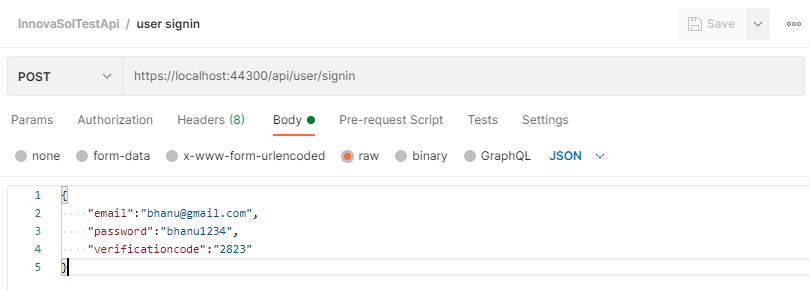 InnovaSolTestApi / user signin Save
POST https://localhost:44300/api/user/signin
Params Authorization Headers (8) Body Pre-request Script Tests Settings
none form-data x-www-form-urlencoded raw binary GraphQL JSON
1 {
2 "email":"bhanu@gmail.com",
3 "password":"bhanu1234",
4 "verificationcode":"2823"
5 }